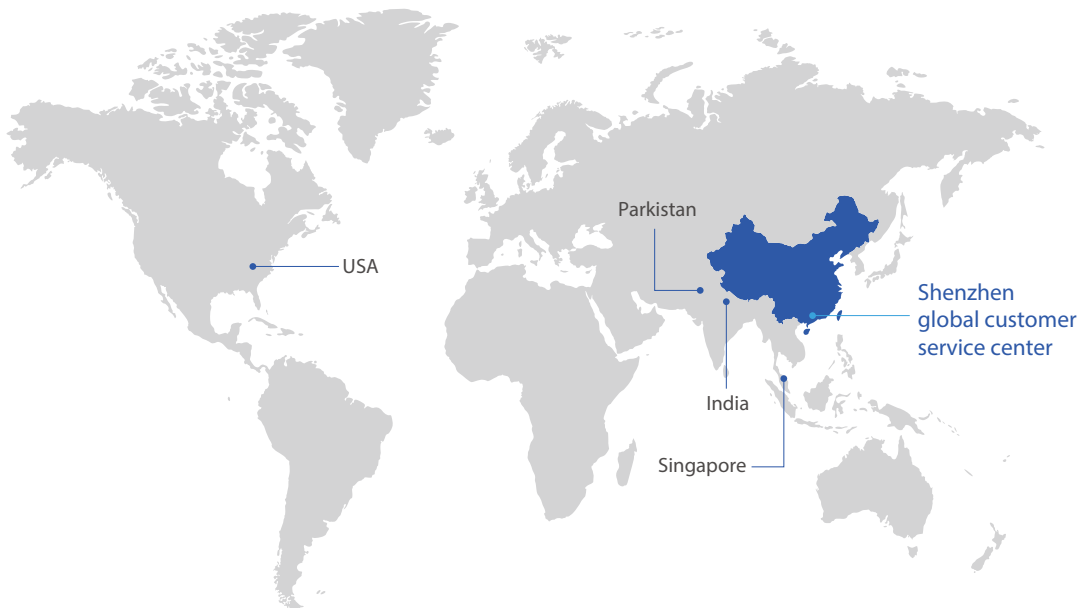 Parkistan
USA
Shenzhen
global customer
service center
India
Singapore